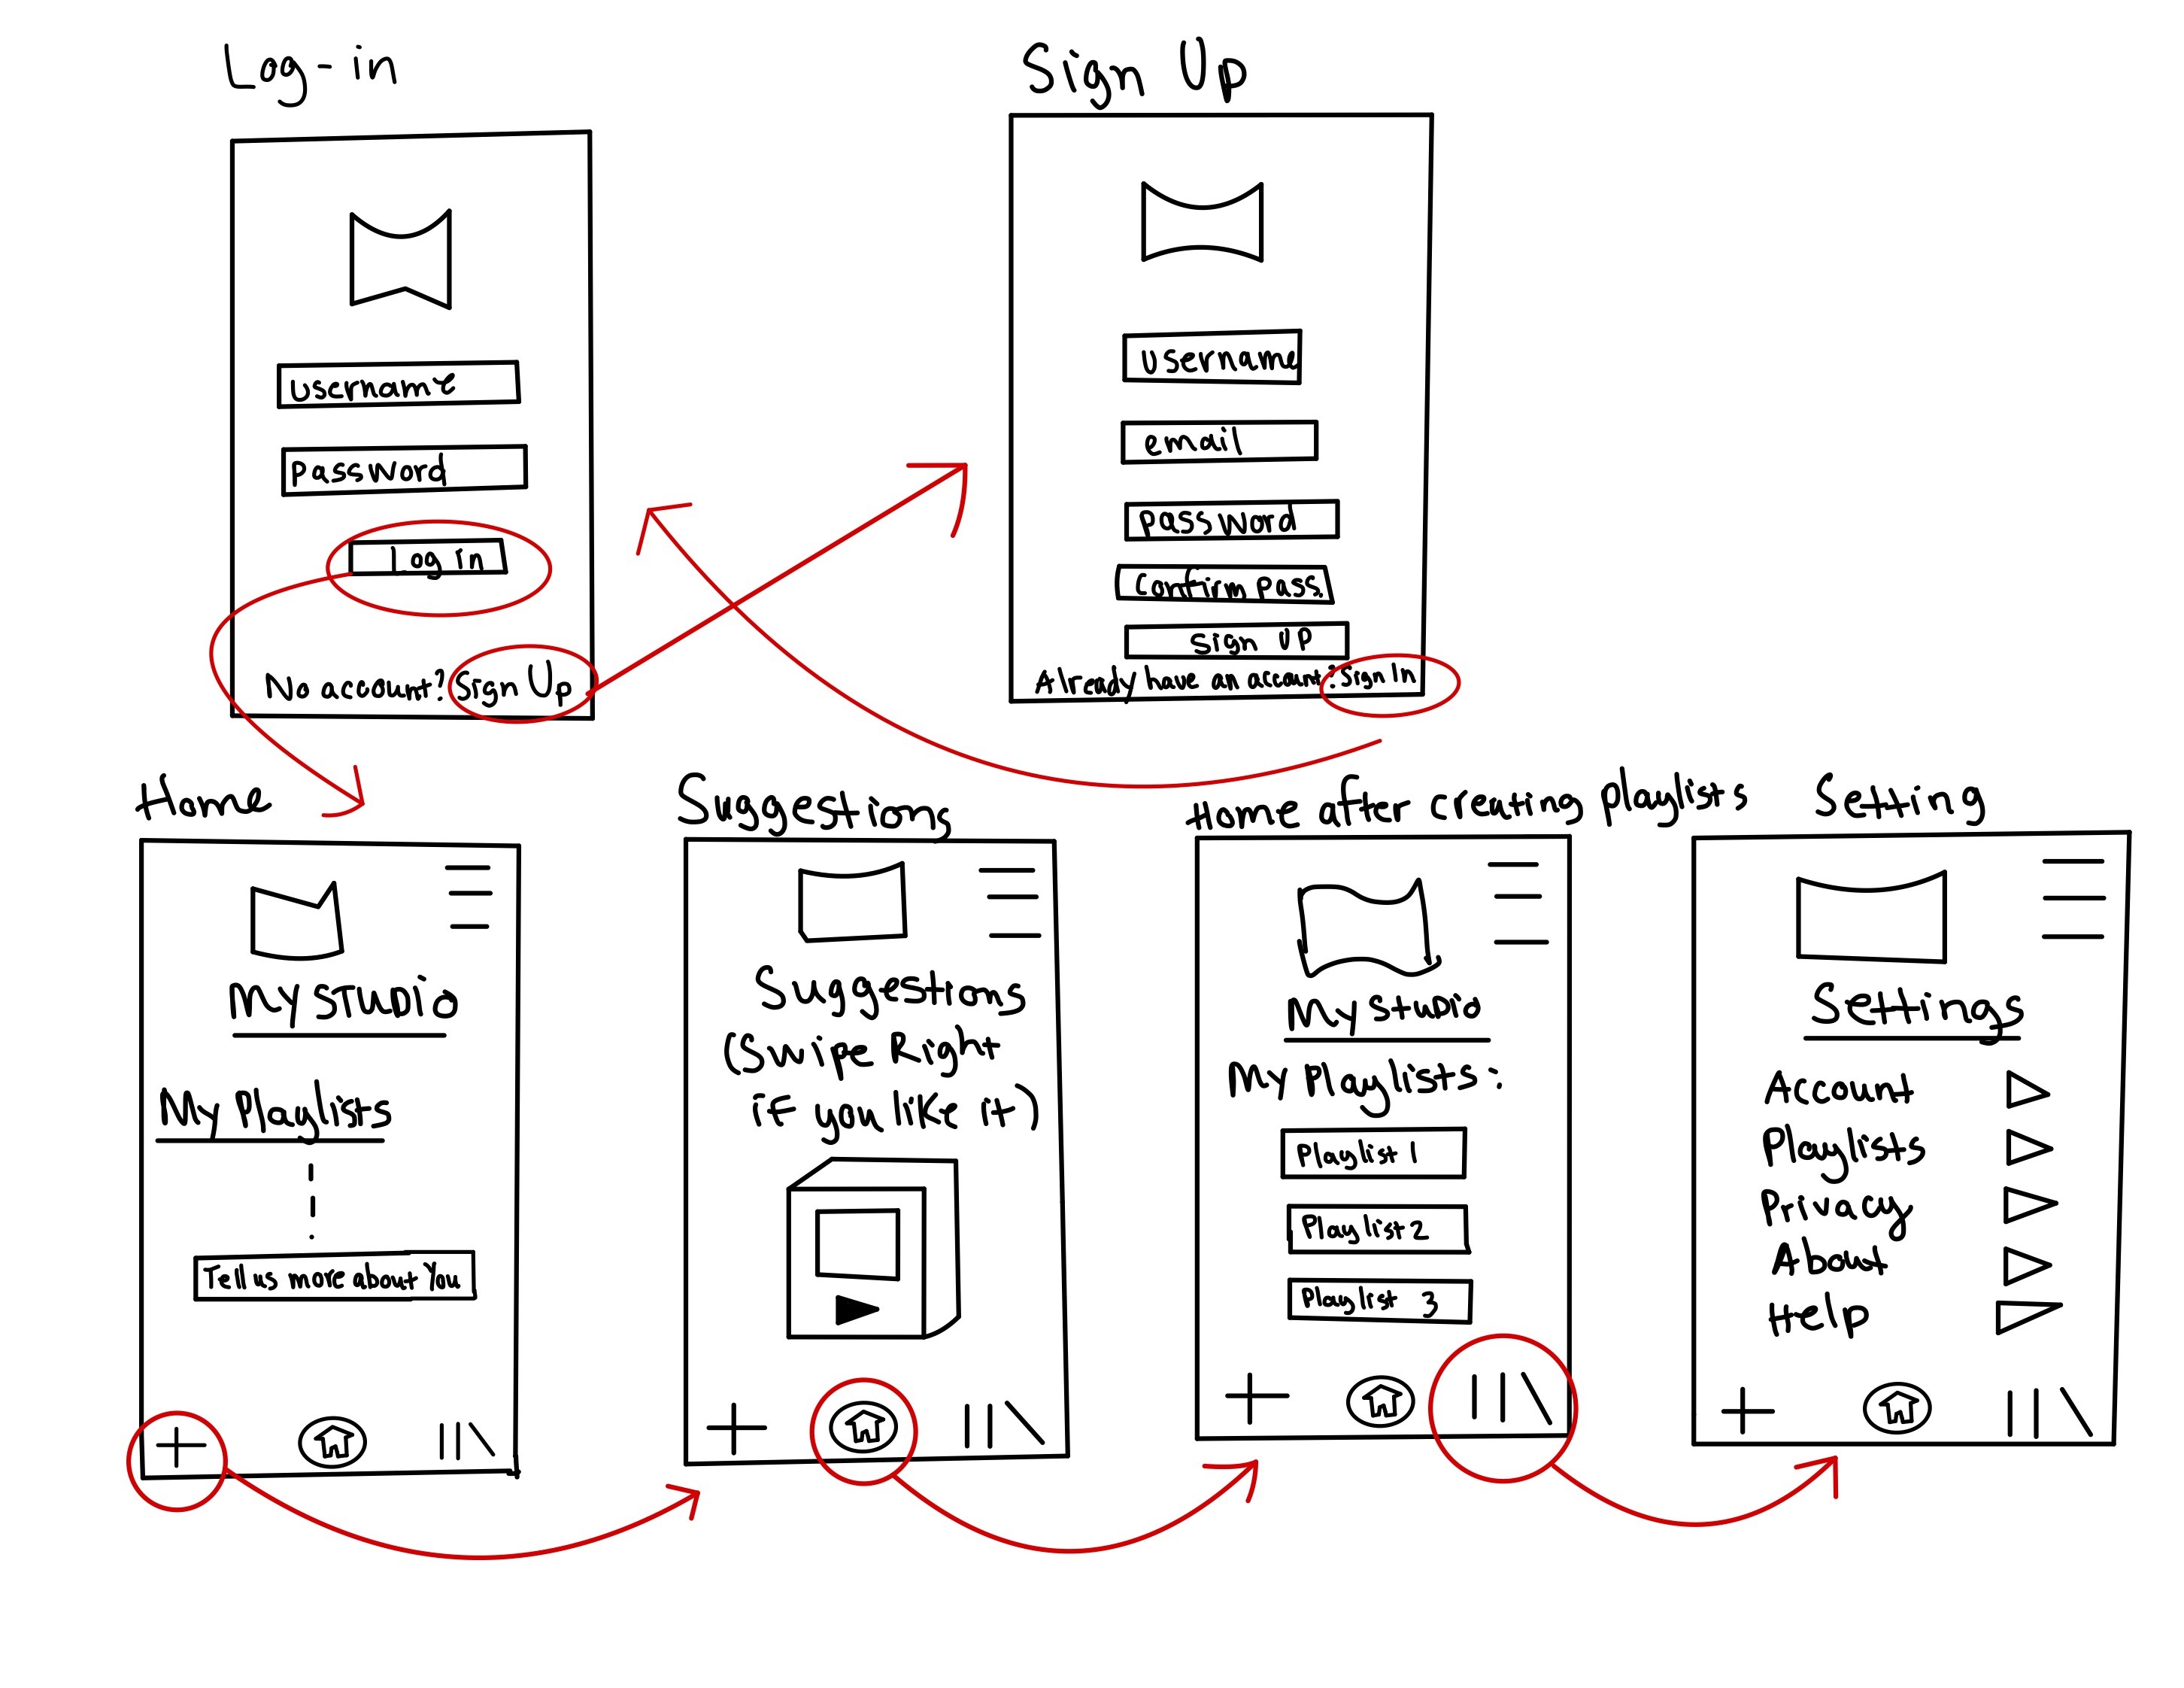 Log-in
username
password
Log in
No account? Sign Up
Sign Up
username
email
password
Confirm pass.
sign UP
Already have an account? Sign In
Home
MY STUDIO
My Playlists
Tell us more about You
Suggestions
Suggestions
(Swipe Right
if you like it)
Home after creating playlists
My studio
My Playlists:
Playlist 1
Playlist 2
Playlist 3
Setting
Settings
Account
Playlists
Privacy
About
Help